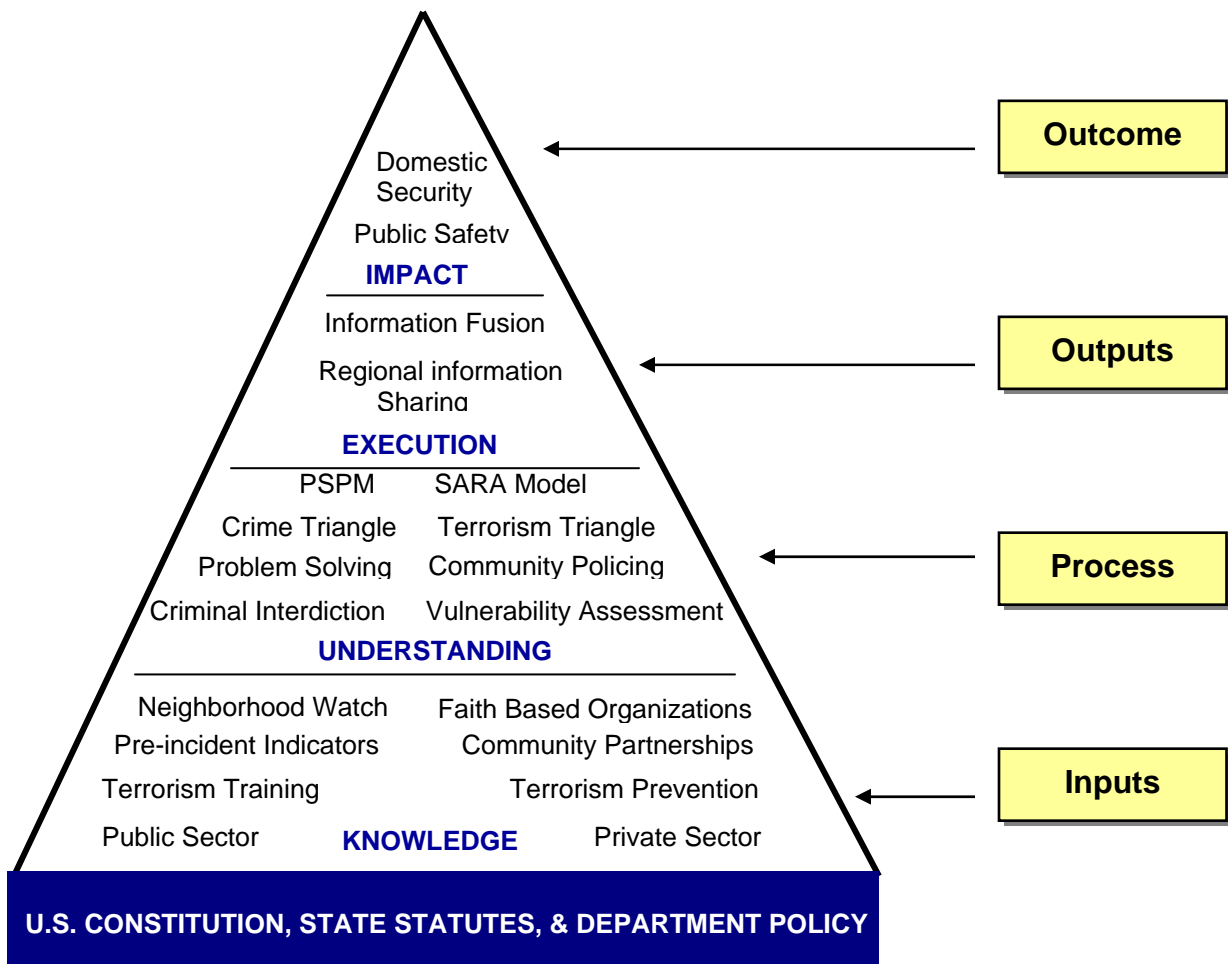 Outcome
Domestic
Security
Public Safety
IMPACT
Information Fusion
Outputs
Regional information
Sharing
EXECUTION
PSPM SARA Model
Crime Triangle Terrorism Triangle
Problem Solving Community Policing
Process
Criminal Interdiction Vulnerability Assessment
UNDERSTANDING
Neighborhood Watch Faith Based Organizations
Pre-incident Indicators Community Partnerships
Terrorism Training Terrorism Prevention
Inputs
Public Sector KNOWLEDGE Private Sector
U.S. CONSTITUTION, STATE STATUTES, & DEPARTMENT POLICY